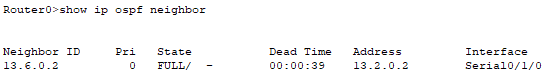 Router0>show ip ospf neighbor
Neighbor ID     Pri   State           Dead Time   Address         Interface
13.6.0.2          0   FULL/  -        00:00:39    13.2.0.2        Serial0/1/0